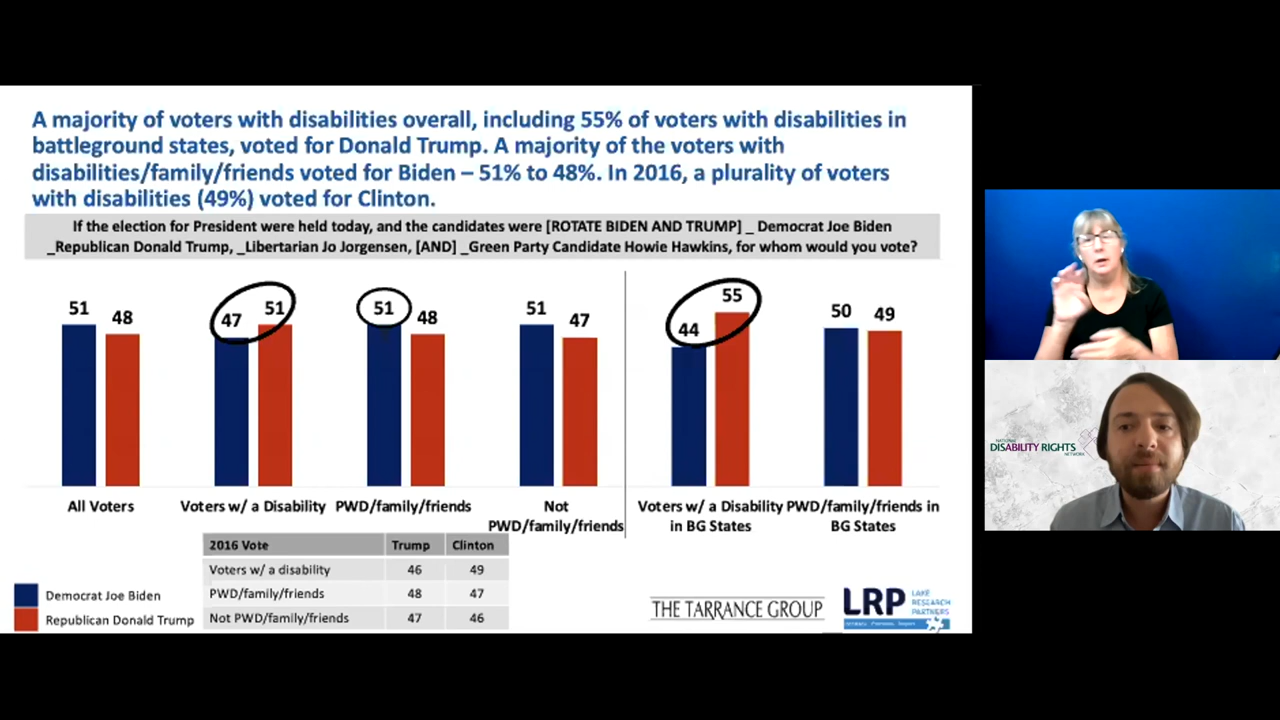 A majority of voters with disabilities overall, including 55% of voters with disabilities in
battleground states, voted for Donald Trump. A majority of the voters with
disabilities/family/friends voted for Biden – 51% to 48%. In 2016, a plurality of voters
with disabilities (49%) voted for Clinton.
If the election for President were held today, and the candidates were [ROTATE BIDEN AND TRUMP] _ Democrat Joe Biden
_Republican Donald Trump, _Libertarian Jo Jorgensen, [AND] _Green Party Candidate Howie Hawkins, for whom would you vote?
51 48 47 51 51 48 51 47 44 55 50 49
All Voters
Voters w/ a Disability
PWD/family/friends
Not
PWD/family/friends
Voters w/ a Disability
in BG States
PWD/family/friends in
BG States
2016 Vote Trump Clinton
Voters w/ a disability 46 49
PWD/family/friends 48 47
Not PWD/family/friends 47 46
Democrat Joe Biden
Republican Donald Trump
THE TARRANCE GROUP
LRP
LAKE
RESEARCH
PARTNERS
NATIONAL
DISABILITY RIGHTS
NETWORK